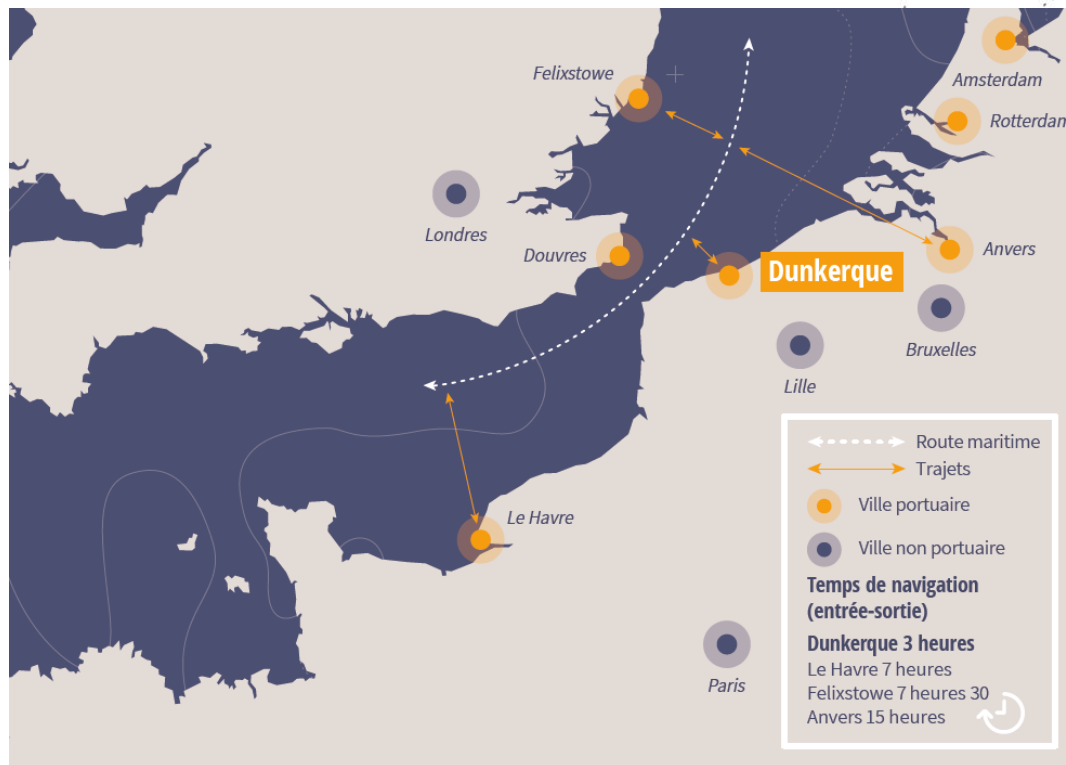 Felixstowe
Amsterdam
Rotterdam
Londres
Douvres
Anvers
Dunkerque
Bruxelles
Lille
Le Havre
Paris
Route maritime
Trajets
Ville portuaire
Ville non portuaire
Temps de navigation
(entrée-sortie)
Dunkerque 3 heures
Le Havre 7 heures
Felixstowe 7 heures 30
Anvers 15 heures